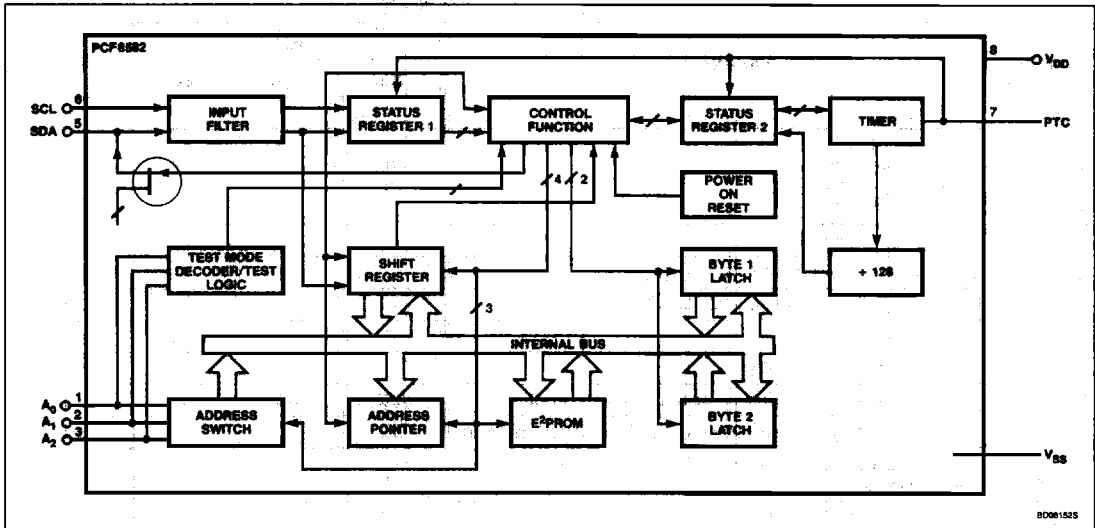 PCF8582
8
V_DD
SCL 6
SDA 5
INPUT
FILTER
STATUS
REGISTER 1
CONTROL
FUNCTION
STATUS
REGISTER 2
TIMER
7
PTC
4
2
POWER
ON
RESET
TEST MODE
DECODER/TEST
LOGIC
SHIFT
REGISTER
BYTE 1
LATCH
÷ 128
3
INTERNAL BUS
A₀ 1
A₁ 2
A₂ 3
ADDRESS
SWITCH
ADDRESS
POINTER
E²PROM
BYTE 2
LATCH
V_SS
BD08152S